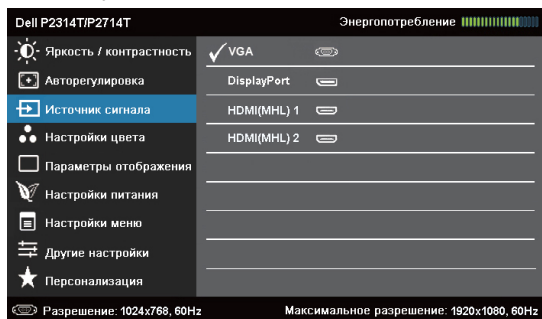 Dell P2314T/P2714T Энергопотребление
Яркость / контрастность VGA
Авторегулировка DisplayPort
Источник сигнала HDMI(MHL) 1
Настройки цвета HDMI(MHL) 2
Параметры отображения
Настройки питания
Настройки меню
Другие настройки
Персонализация
Разрешение: 1024x768, 60Hz Максимальное разрешение: 1920x1080, 60Hz